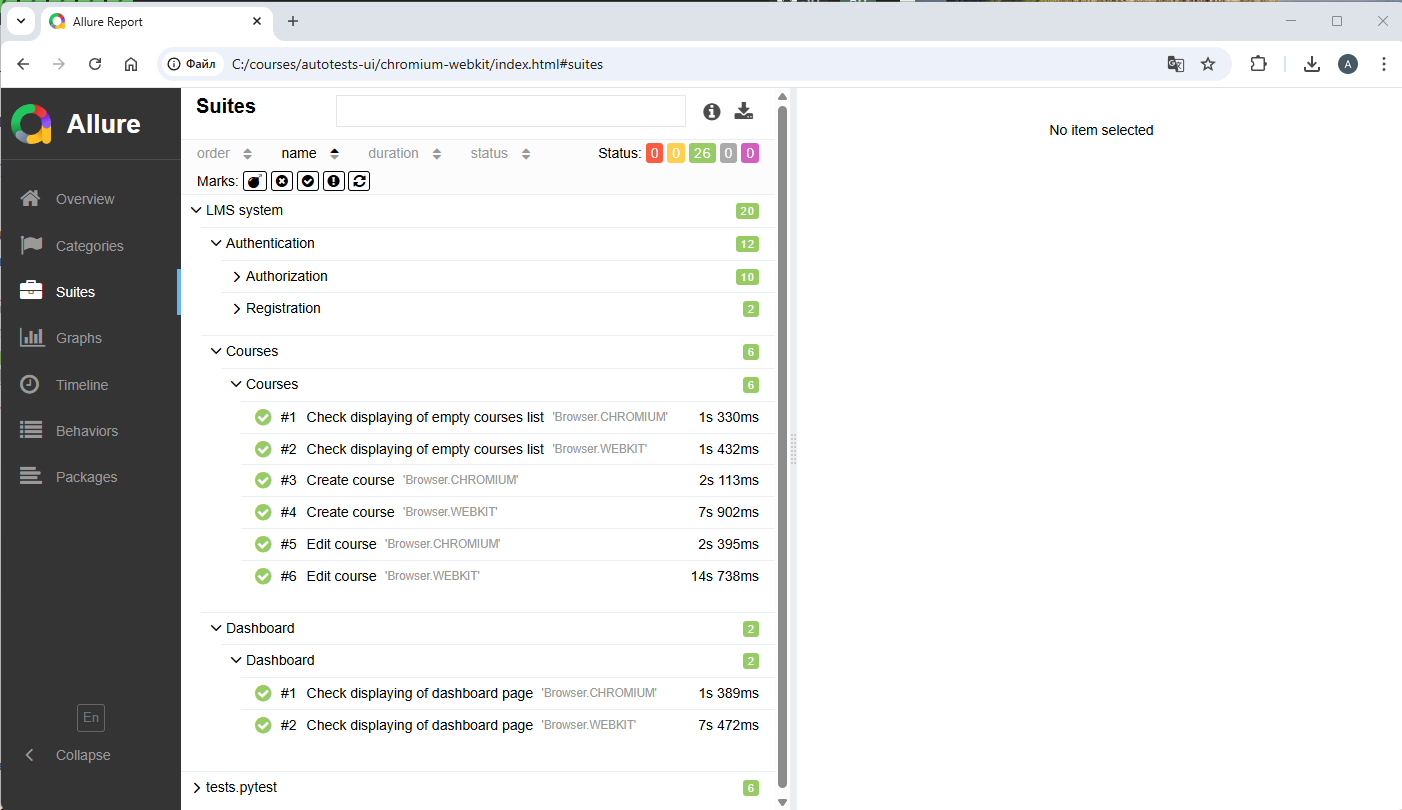 Allure Report
Файл
C:/courses/autotests-ui/chromium-webkit/index.html#suites
A
Allure
Overview
Categories
Suites
Graphs
Timeline
Behaviors
Packages
En
Collapse
Suites
order name duration status Status: 0 0 26 0 0
Marks:
LMS system 20
Authentication 12
Authorization 10
Registration 2
Courses 6
Courses 6
#1 Check displaying of empty courses list 'Browser.CHROMIUM' 1s 330ms
#2 Check displaying of empty courses list 'Browser.WEBKIT' 1s 432ms
#3 Create course 'Browser.CHROMIUM' 2s 113ms
#4 Create course 'Browser.WEBKIT' 7s 902ms
#5 Edit course 'Browser.CHROMIUM' 2s 395ms
#6 Edit course 'Browser.WEBKIT' 14s 738ms
Dashboard 2
Dashboard 2
#1 Check displaying of dashboard page 'Browser.CHROMIUM' 1s 389ms
#2 Check displaying of dashboard page 'Browser.WEBKIT' 7s 472ms
tests.pytest 6
No item selected